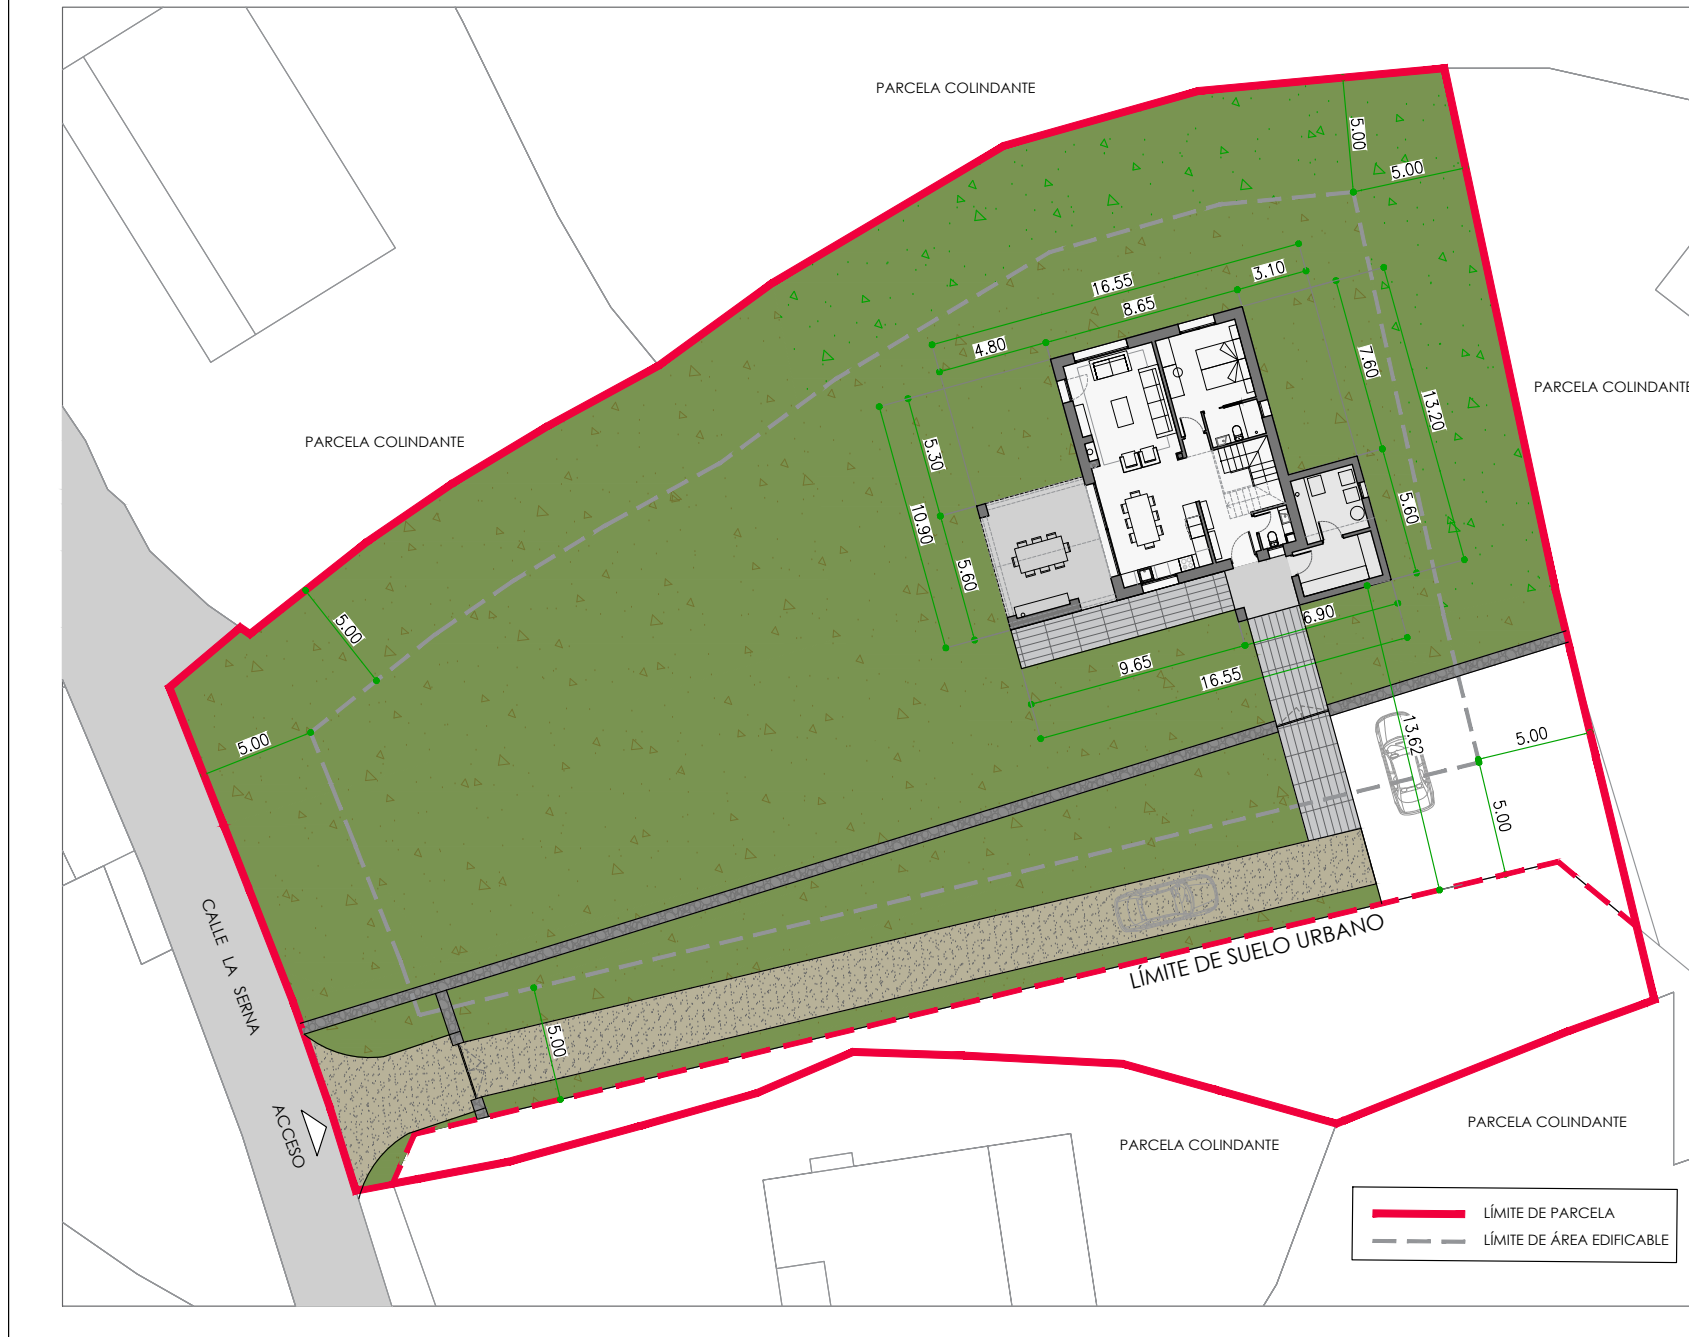 PARCELA COLINDANTE
5.00
5.00
16.55
3.10
8.65
4.80
7.60
13.20
PARCELA COLINDANTE
PARCELA COLINDANTE
5.30
10.90
5.60
5.60
5.00
6.90
9.65
16.55
5.00
13.62
5.00
5.00
CALLE LA SERNA
LÍMITE DE SUELO URBANO
5.00
ACCESO
PARCELA COLINDANTE
PARCELA COLINDANTE
LÍMITE DE PARCELA
LÍMITE DE ÁREA EDIFICABLE